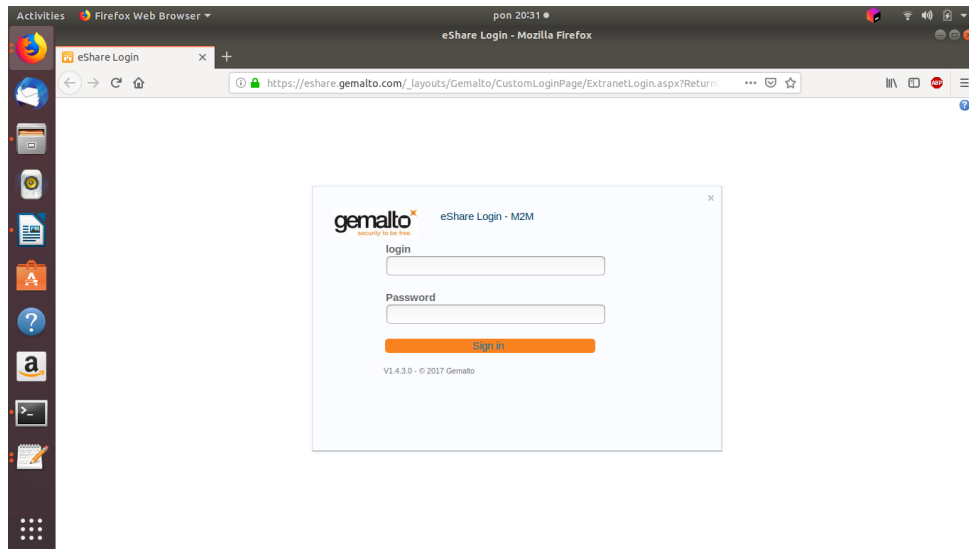 Activities Firefox Web Browser pon 20:31
eShare Login - Mozilla Firefox
eShare Login
https://eshare.gemalto.com/_layouts/Gemalto/CustomLoginPage/ExtranetLogin.aspx?Return
ABP
gemalto
security to be free
eShare Login - M2M
login
Password
Sign in
V1.4.3.0 - © 2017 Gemalto